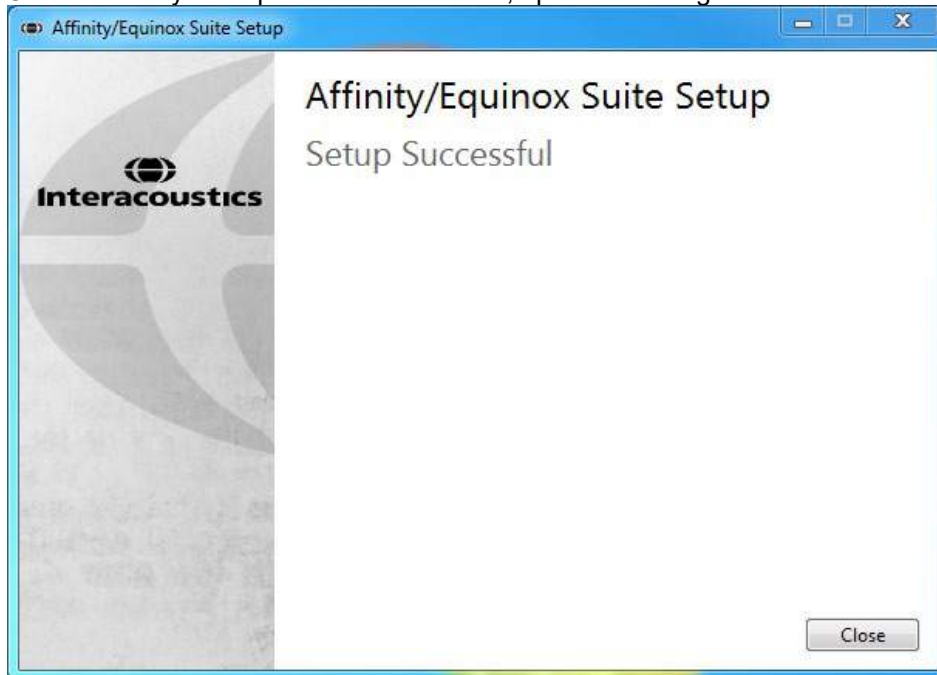 Affinity/Equinox Suite Setup
Affinity/Equinox Suite Setup
Setup Successful
Interacoustics
Close